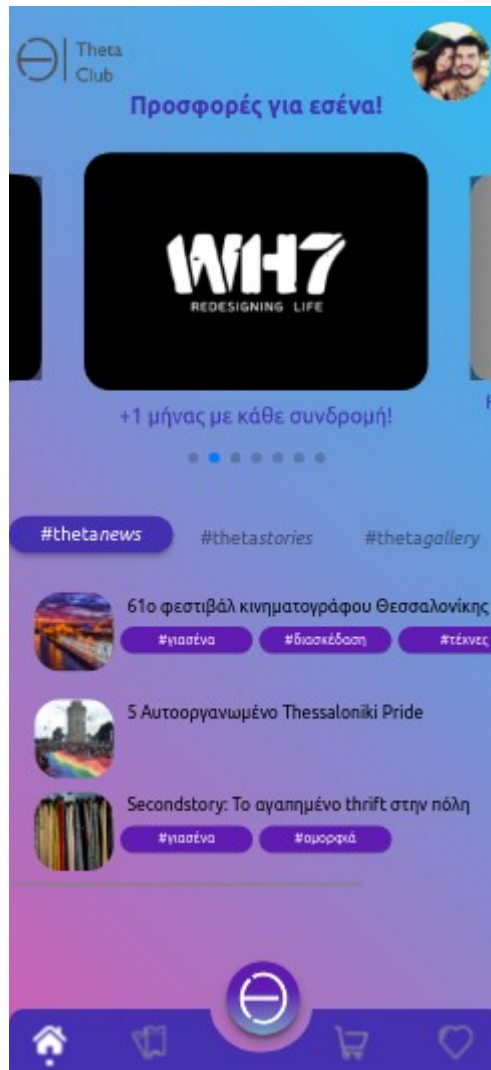 Theta
Club
Προσφορές για εσένα!
WH7
REDESIGNING LIFE
+1 μήνας με κάθε συνδρομή!
#thetanews
#thetastories
#thetagallery
61ο φεστιβάλ κινηματογράφου Θεσσαλονίκης
#γιασένα
#διασκέδαση
#τέχνες
5 Αυτοοργανωμένο Thessaloniki Pride
Secondstory: Το αγαπημένο thrift στην πόλη
#γιασένα
#ομορφιά